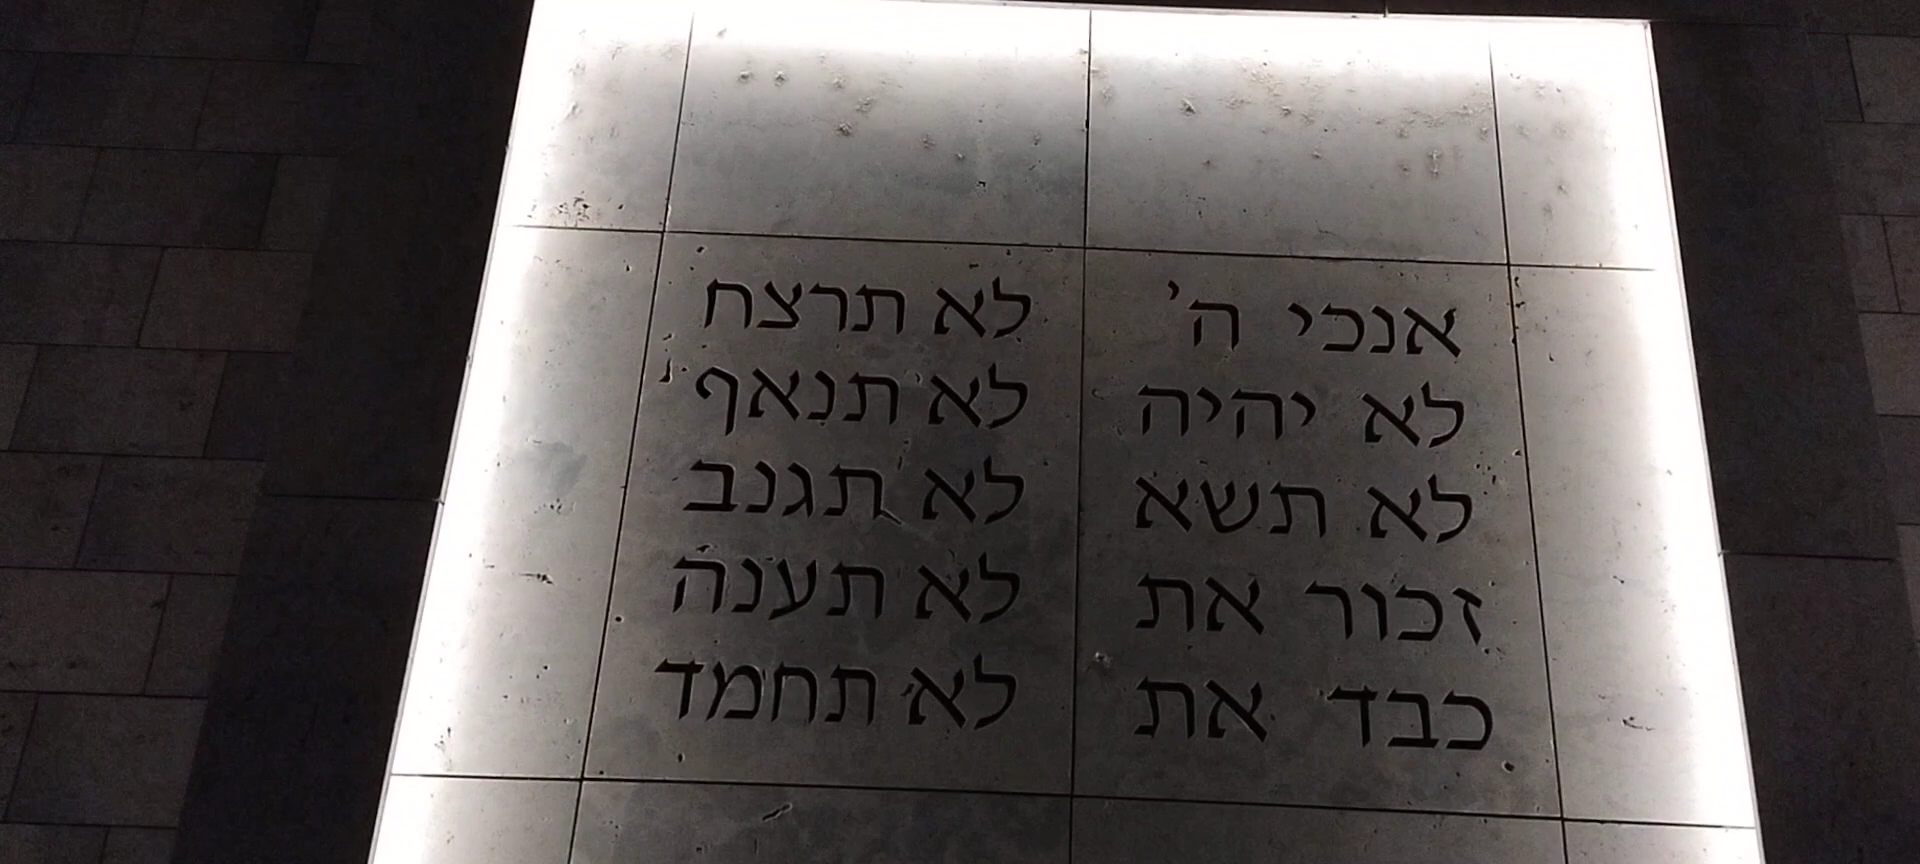 אנכי ה'
לא יהיה
לא תשא
זכור את
כבד את
לא תרצח
לא תנאף
לא תגנב
לא תענה
לא תחמד